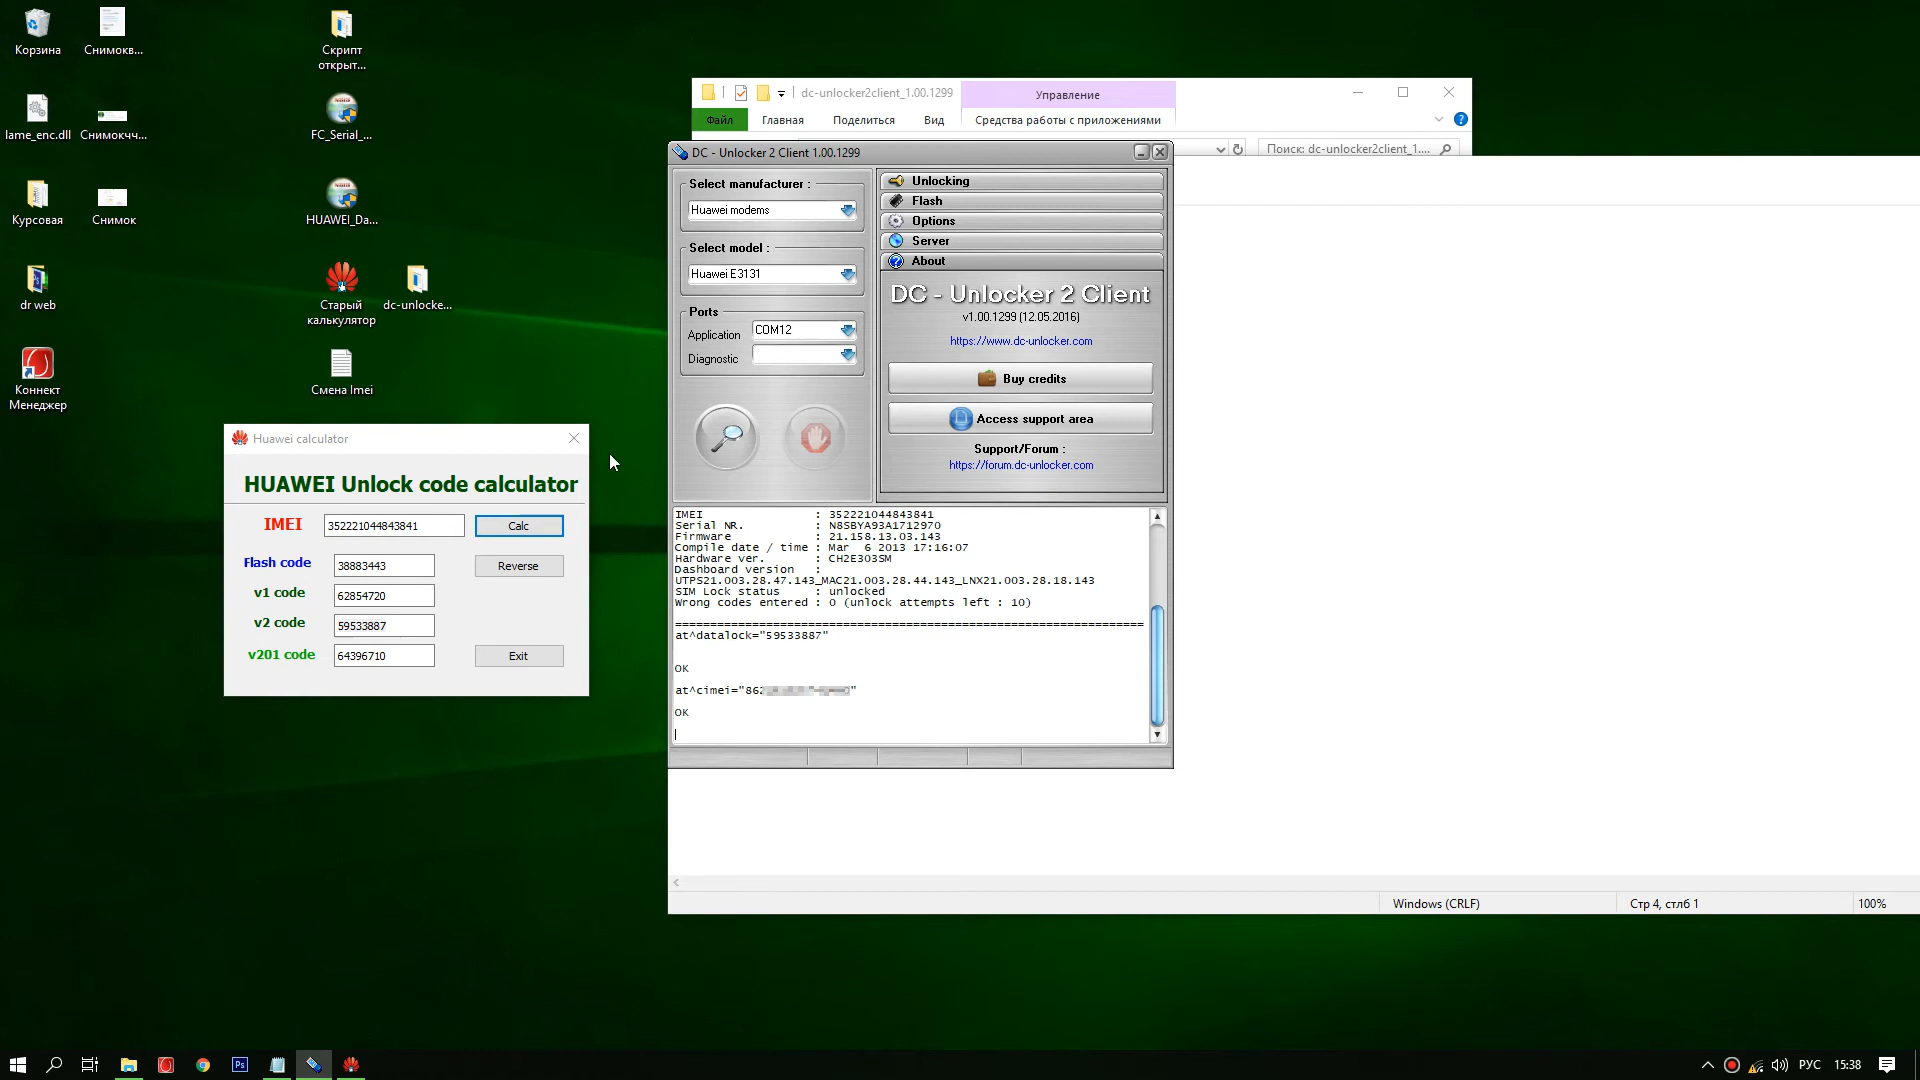 Корзина
Снимокв...
Скрипт
открыт...
lame_enc.dll
Снимокчч...
FC_Serial_...
Курсовая
Снимок
HUAWEI_Da...
dr web
Старый
калькулятор
dc-unlocke...
Коннект
Менеджер
Смена Imei
dc-unlocker2client_1.00.1299
Управление
Файл
Главная
Поделиться
Вид
Средства работы с приложениями
Поиск: dc-unlocker2client_1....
DC - Unlocker 2 Client 1.00.1299
Select manufacturer :
Huawei modems
Select model :
Huawei E3131
Ports
Application
COM12
Diagnostic
Unlocking
Flash
Options
Server
About
DC - Unlocker 2 Client
v1.00.1299 (12.05.2016)
https://www.dc-unlocker.com
Buy credits
Access support area
Support/Forum :
https://forum.dc-unlocker.com
IMEI : 352221044843841
Serial NR. : N8SBYA93A1712970
Firmware : 21.158.13.03.143
Compile date / time : Mar 6 2013 17:16:07
Hardware ver. : CH2E303SM
Dashboard version :
UTPS21.003.28.47.143_MAC21.003.28.44.143_LNX21.003.28.18.143
SIM Lock status : unlocked
Wrong codes entered : 0 (unlock attempts left : 10)
=====================================================================
at^datalock="59533887"
OK
at^cimei="862"
OK
Huawei calculator
HUAWEI Unlock code calculator
IMEI
352221044843841
Calc
Flash code
38883443
Reverse
v1 code
62854720
v2 code
59533887
v201 code
64396710
Exit
Windows (CRLF)
Стр 4, стлб 1
100%
Ps
РУС
15:38